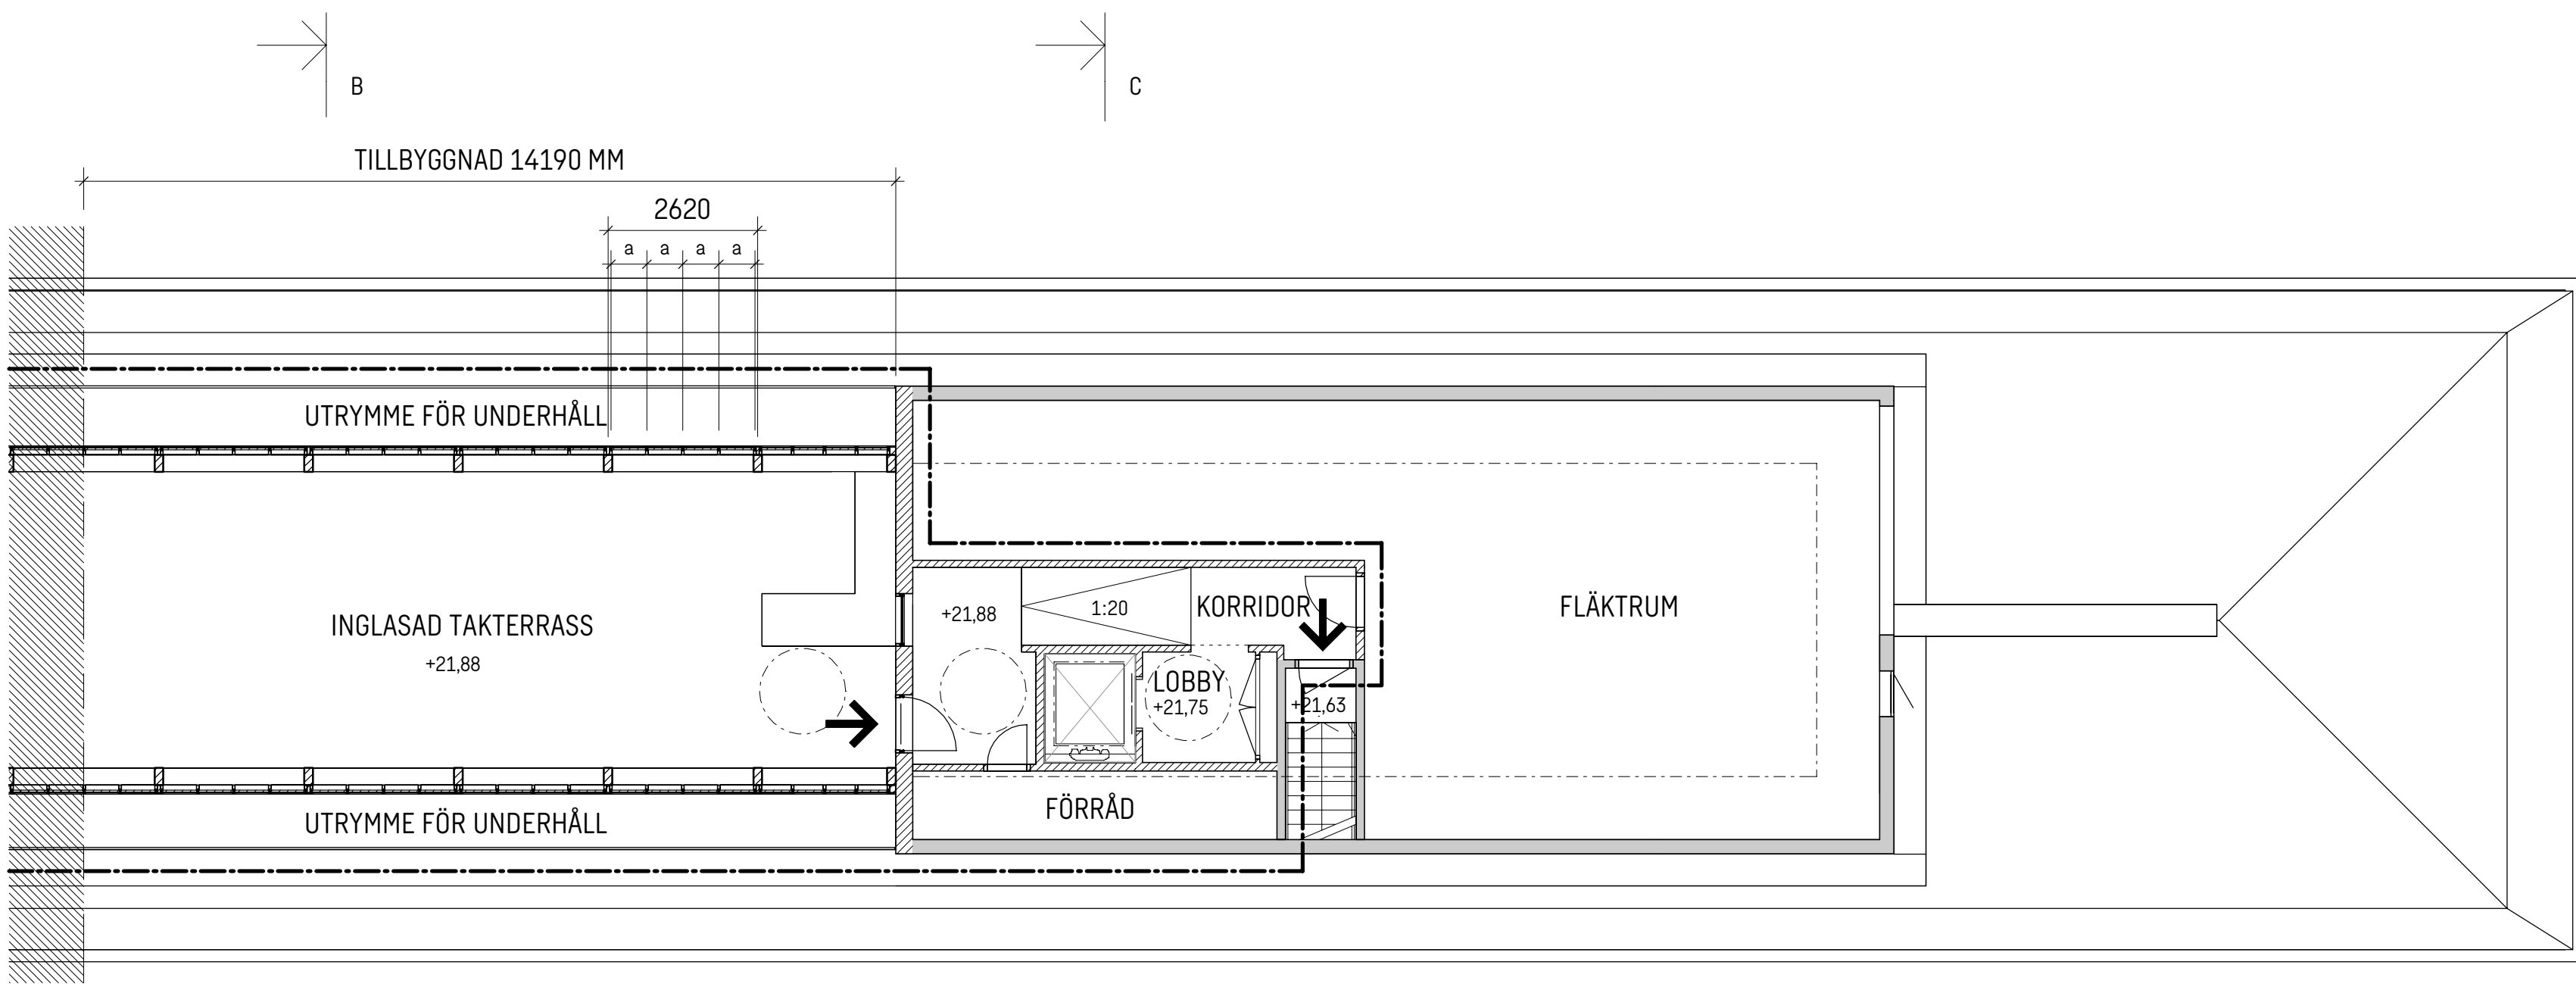 B
C
TILLBYGGNAD 14190 MM
2620
a a a a
UTRYMME FÖR UNDERHÅLL
INGLASAD TAKTERRASS
+21,88
+21,88
1:20
KORRIDOR
FLÄKTRUM
LOBBY
+21,75
+21,63
FÖRRÅD
UTRYMME FÖR UNDERHÅLL